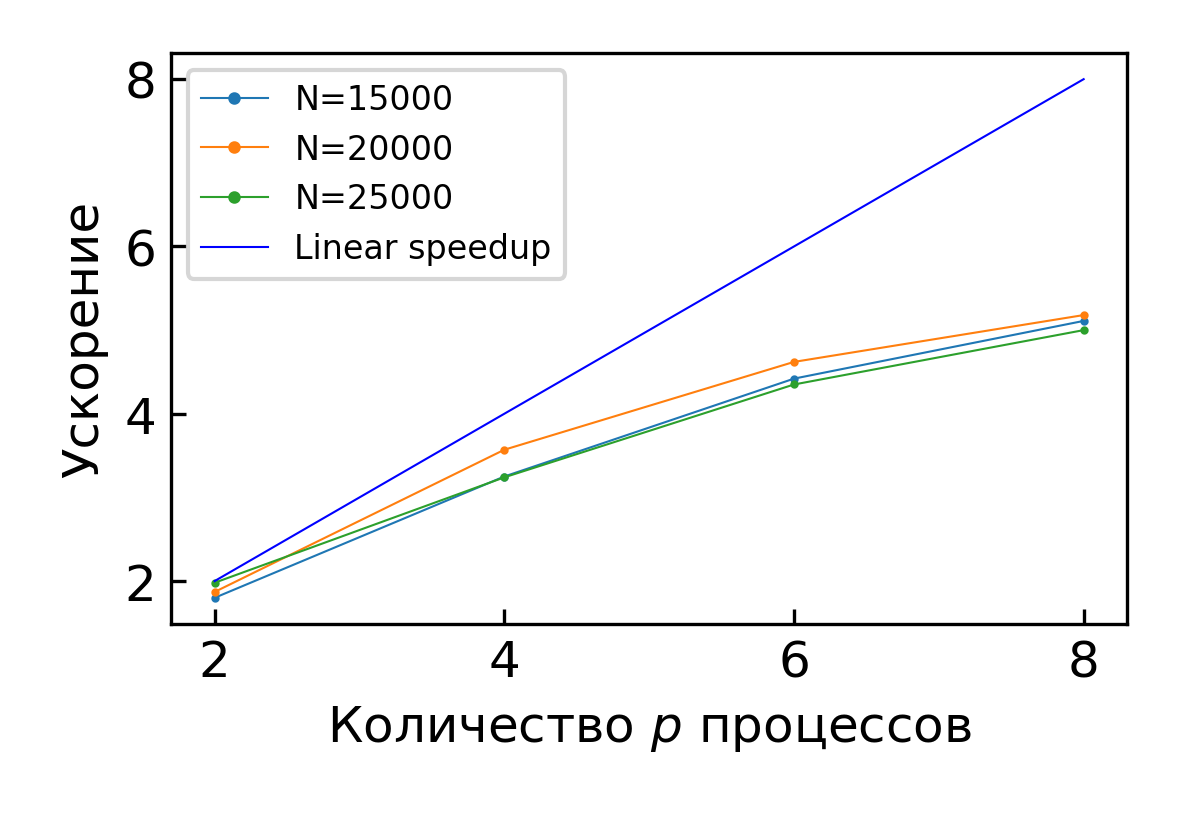 8
6
4
2
Ускорение
N=15000
N=20000
N=25000
Linear speedup
2 4 6 8
Количество p процессов